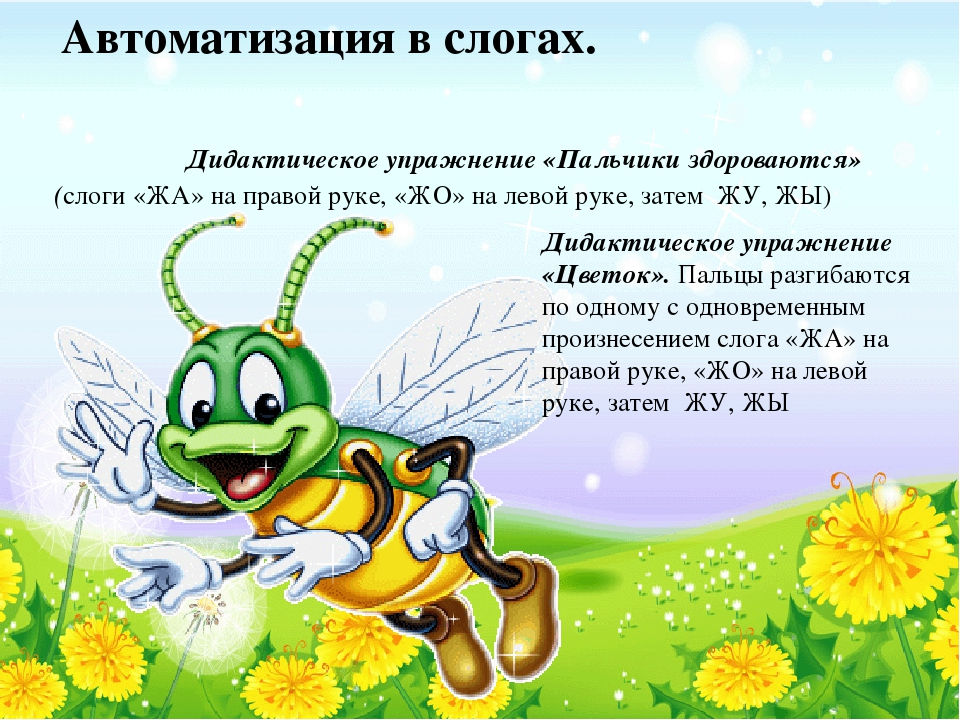 Автоматизация в слогах.
Дидактическое упражнение «Пальчики здороваются»
(слоги «ЖА» на правой руке, «ЖО» на левой руке, затем ЖУ, ЖЫ)
Дидактическое упражнение
«Цветок». Пальцы разгибаются
по одному с одновременным
произнесением слога «ЖА» на
правой руке, «ЖО» на левой
руке, затем ЖУ, ЖЫ